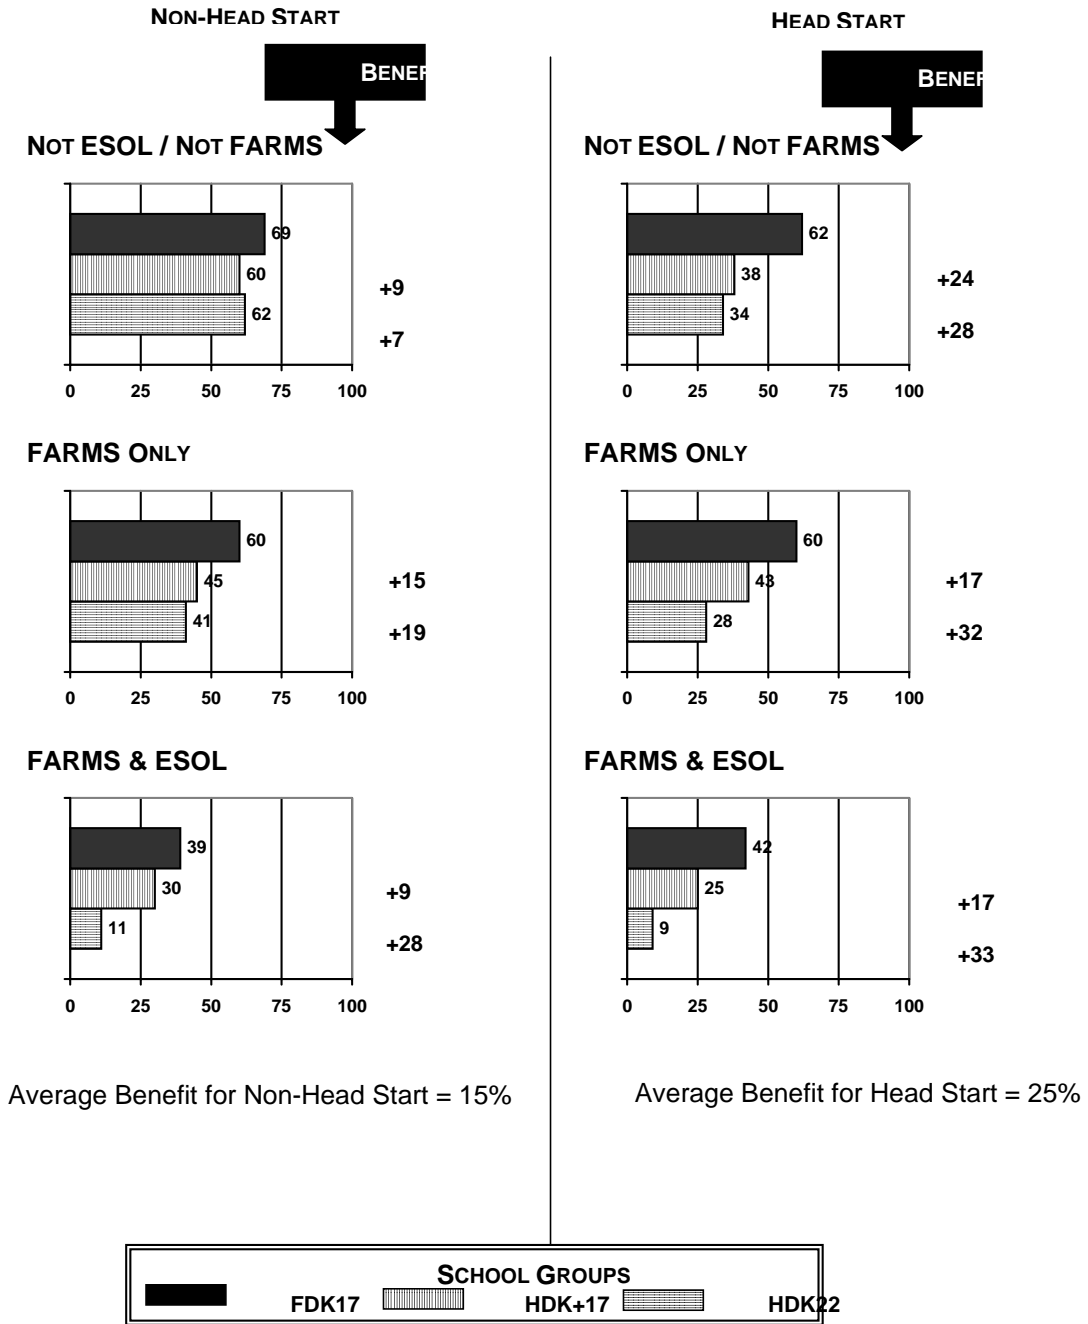 NON-HEAD START
BENEF
NOT ESOL / NOT FARMS
69
60
62
+9
+7
0 25 50 75 100
FARMS ONLY
60
45
41
+15
+19
0 25 50 75 100
FARMS & ESOL
39
30
11
+9
+28
0 25 50 75 100
Average Benefit for Non-Head Start = 15%
HEAD START
BENEF
NOT ESOL / NOT FARMS
62
38
34
+24
+28
0 25 50 75 100
FARMS ONLY
60
43
28
+17
+32
0 25 50 75 100
FARMS & ESOL
42
25
9
+17
+33
0 25 50 75 100
Average Benefit for Head Start = 25%
SCHOOL GROUPS
FDK17 HDK+17 HDK22